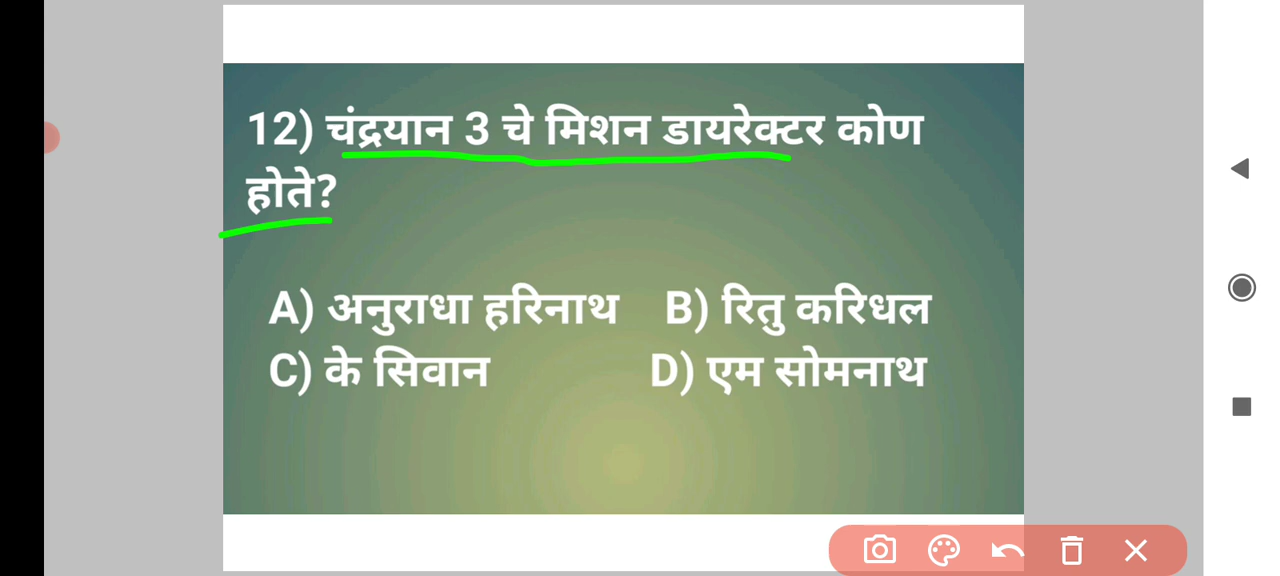 12) चंद्रयान 3 चे मिशन डायरेक्टर कोण
होते?
A) अनुराधा हरिनाथ B) रितु करिधल
C) के सिवान D) एम सोमनाथ